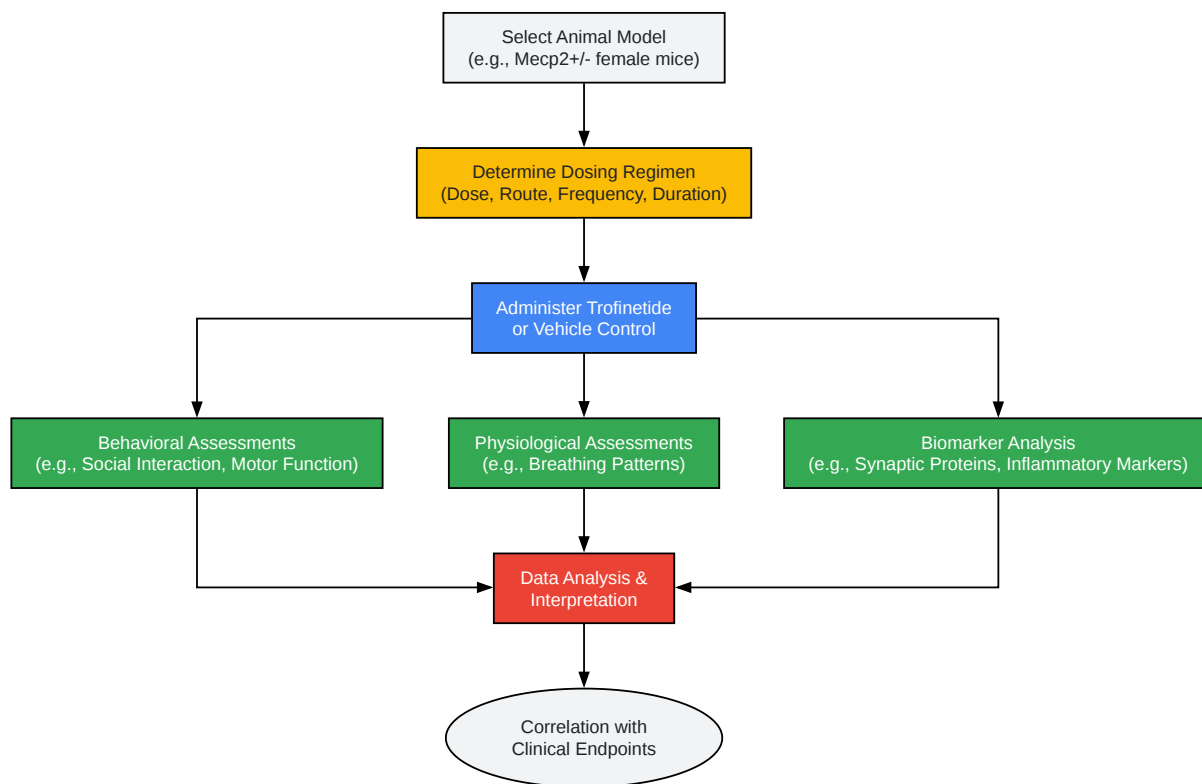 Select Animal Model
(e.g., Mecp2+/- female mice)
Determine Dosing Regimen
(Dose, Route, Frequency, Duration)
Administer Trofinetide
or Vehicle Control
Behavioral Assessments
(e.g., Social Interaction, Motor Function)
Physiological Assessments
(e.g., Breathing Patterns)
Biomarker Analysis
(e.g., Synaptic Proteins, Inflammatory Markers)
Data Analysis &
Interpretation
Correlation with
Clinical Endpoints